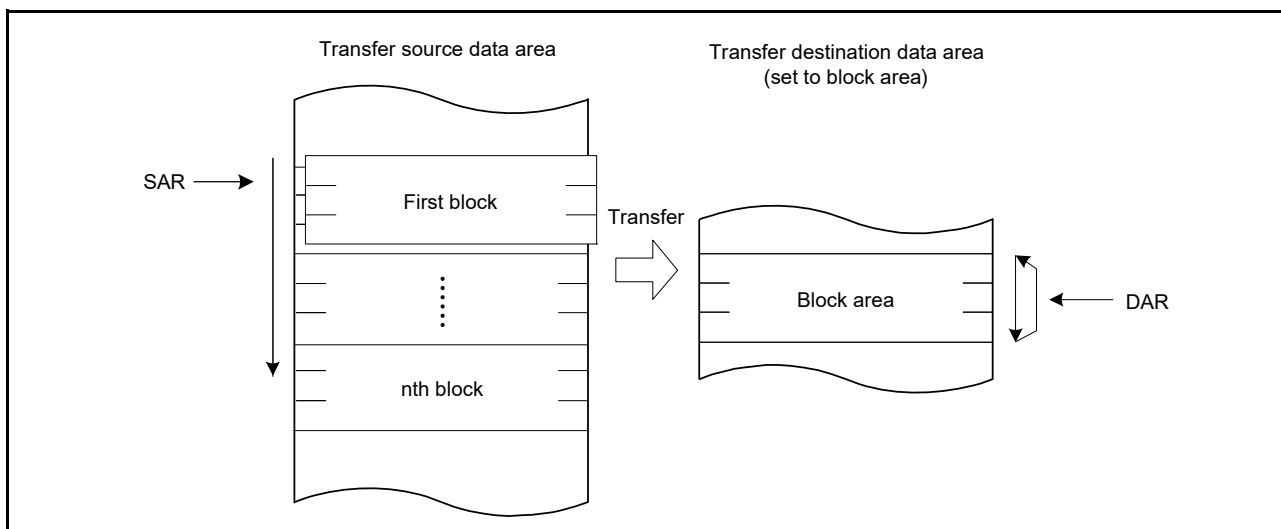 Transfer source data area
Transfer destination data area
(set to block area)
SAR
First block
Transfer
Block area
DAR
nth block